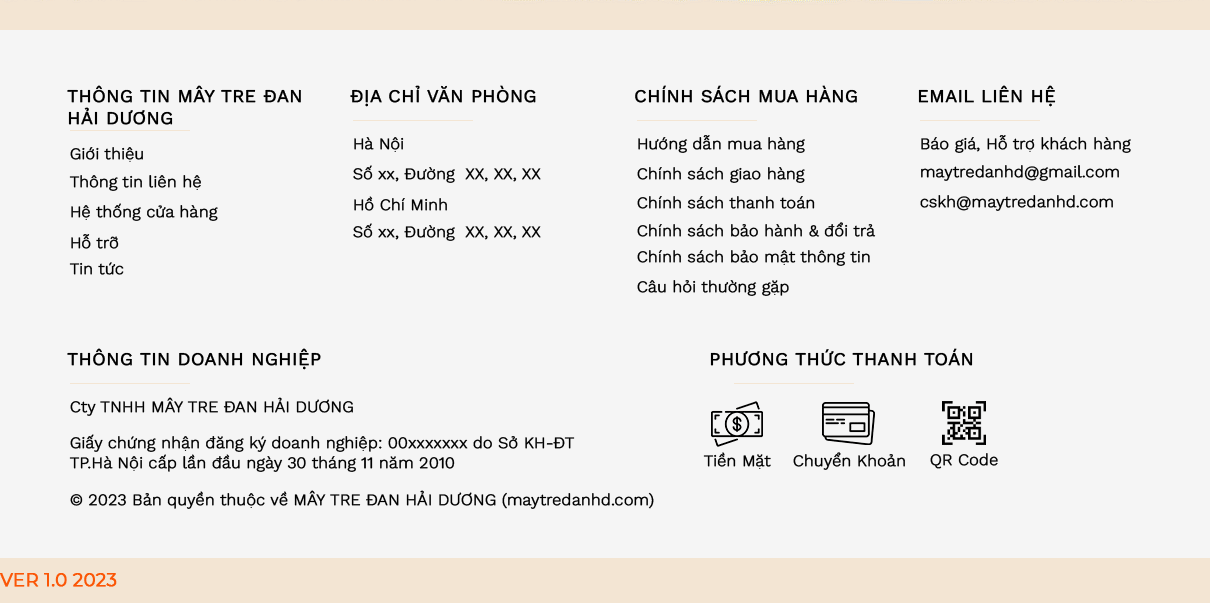 THÔNG TIN MÂY TRE ĐAN
HẢI DƯƠNG
Giới thiệu
Thông tin liên hệ
Hệ thống cửa hàng
Hỗ trỡ
Tin tức
ĐỊA CHỈ VĂN PHÒNG
Hà Nội
Số xx, Đường  XX, XX, XX
Hồ Chí Minh
Số xx, Đường  XX, XX, XX
CHÍNH SÁCH MUA HÀNG
Hướng dẫn mua hàng
Chính sách giao hàng
Chính sách thanh toán
Chính sách bảo hành & đổi trả
Chính sách bảo mật thông tin
Câu hỏi thường gặp
EMAIL LIÊN HỆ
Báo giá, Hỗ trợ khách hàng
maytredanhd@gmail.com
cskh@maytredanhd.com
THÔNG TIN DOANH NGHIỆP
Cty TNHH MÂY TRE ĐAN HẢI DƯƠNG
Giấy chứng nhận đăng ký doanh nghiệp: 00xxxxxxx do Sở KH-ĐT
TP.Hà Nội cấp lần đầu ngày 30 tháng 11 năm 2010
© 2023 Bản quyền thuộc về MÂY TRE ĐAN HẢI DƯƠNG (maytredanhd.com)
PHƯƠNG THỨC THANH TOÁN
Tiền Mặt
Chuyển Khoản
QR Code
VER 1.0 2023